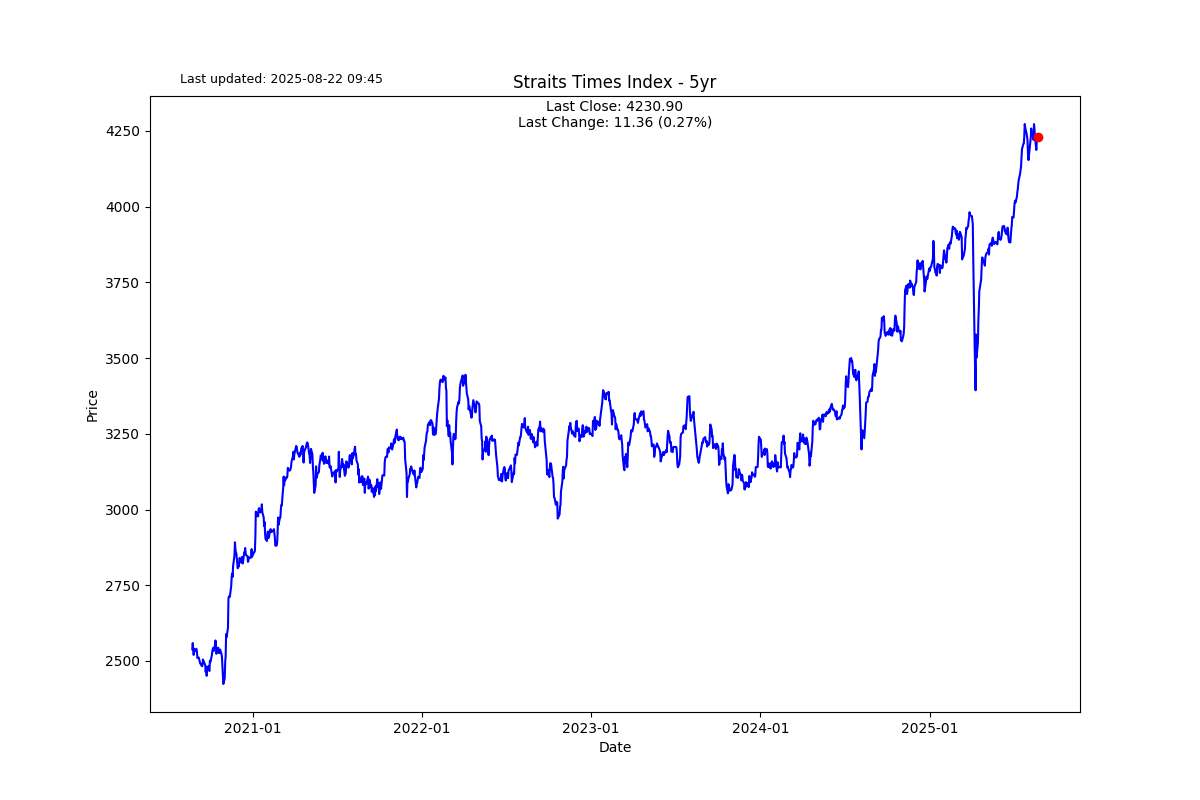 Last updated: 2025-08-22 09:45
Straits Times Index - 5yr
Last Close: 4230.90
Last Change: 11.36 (0.27%)
4250
4000
3750
3500
3250
3000
2750
2500
Price
2021-01
2022-01
2023-01
2024-01
2025-01
Date